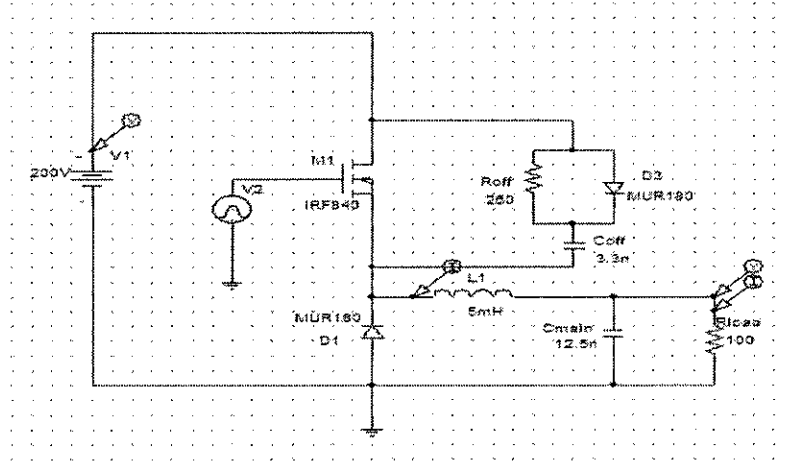 V1
200V
M1
V2
IRF840
Roff
250
D3
MUR180
Coff
3.3n
L1
5mH
MUR160
D1
Cmain
12.5n
Rload
100